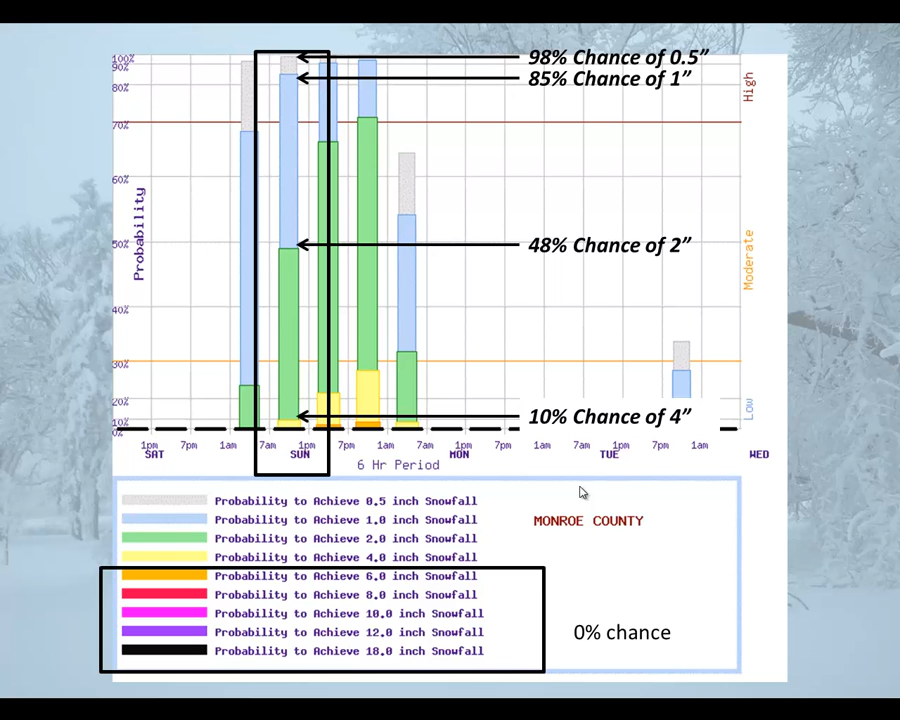 100%
90%
80%
70%
60%
50%
40%
30%
20%
10%
0%
Probability
High
Moderate
Low
98% Chance of 0.5”
85% Chance of 1”
48% Chance of 2”
10% Chance of 4”
1pm 7pm 1am 7am 1pm 7pm 1am 7am 1pm 7pm 1am 7am 1pm 7pm 1am
SAT SUN MON TUE WED
6 Hr Period
Probability to Achieve 0.5 inch Snowfall
Probability to Achieve 1.0 inch Snowfall
Probability to Achieve 2.0 inch Snowfall
Probability to Achieve 4.0 inch Snowfall
Probability to Achieve 6.0 inch Snowfall
Probability to Achieve 8.0 inch Snowfall
Probability to Achieve 10.0 inch Snowfall
Probability to Achieve 12.0 inch Snowfall
Probability to Achieve 18.0 inch Snowfall
MONROE COUNTY
0% chance